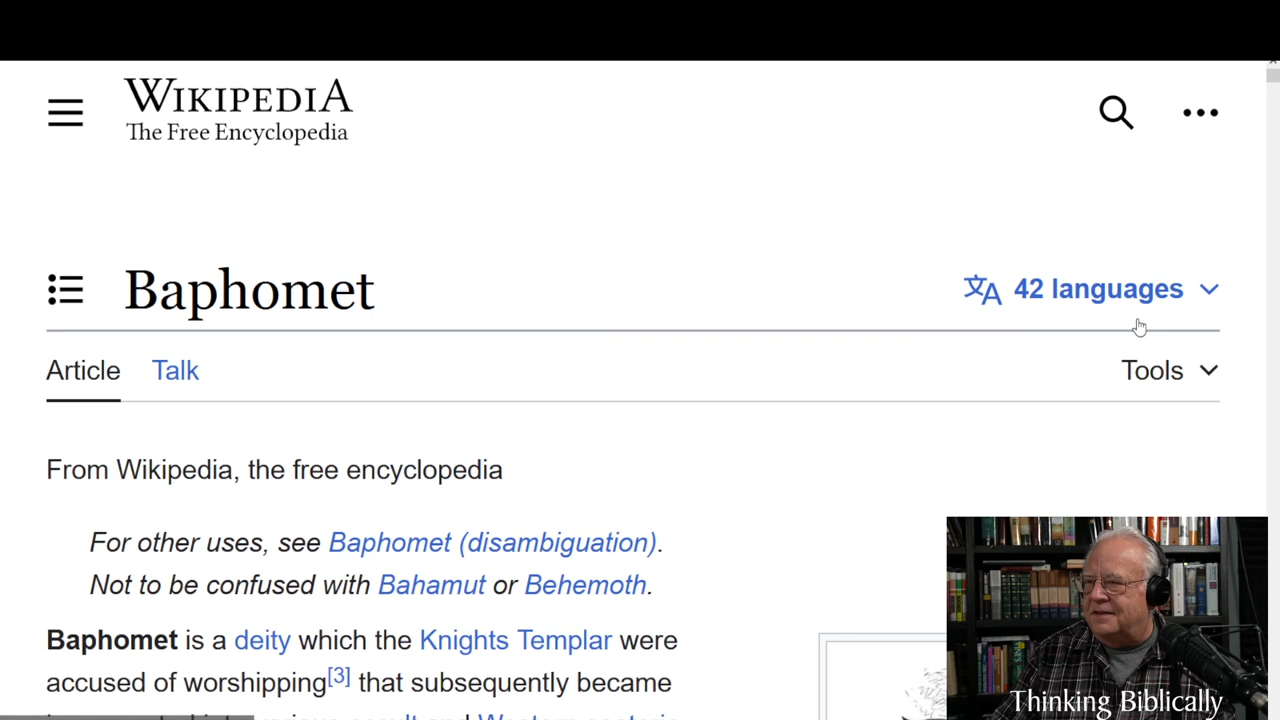 WIKIPEDIA
The Free Encyclopedia
Baphomet
文A 42 languages
Article Talk
Tools
From Wikipedia, the free encyclopedia
For other uses, see Baphomet (disambiguation).
Not to be confused with Bahamut or Behemoth.
Baphomet is a deity which the Knights Templar were
accused of worshipping[3] that subsequently became
Thinking Biblically